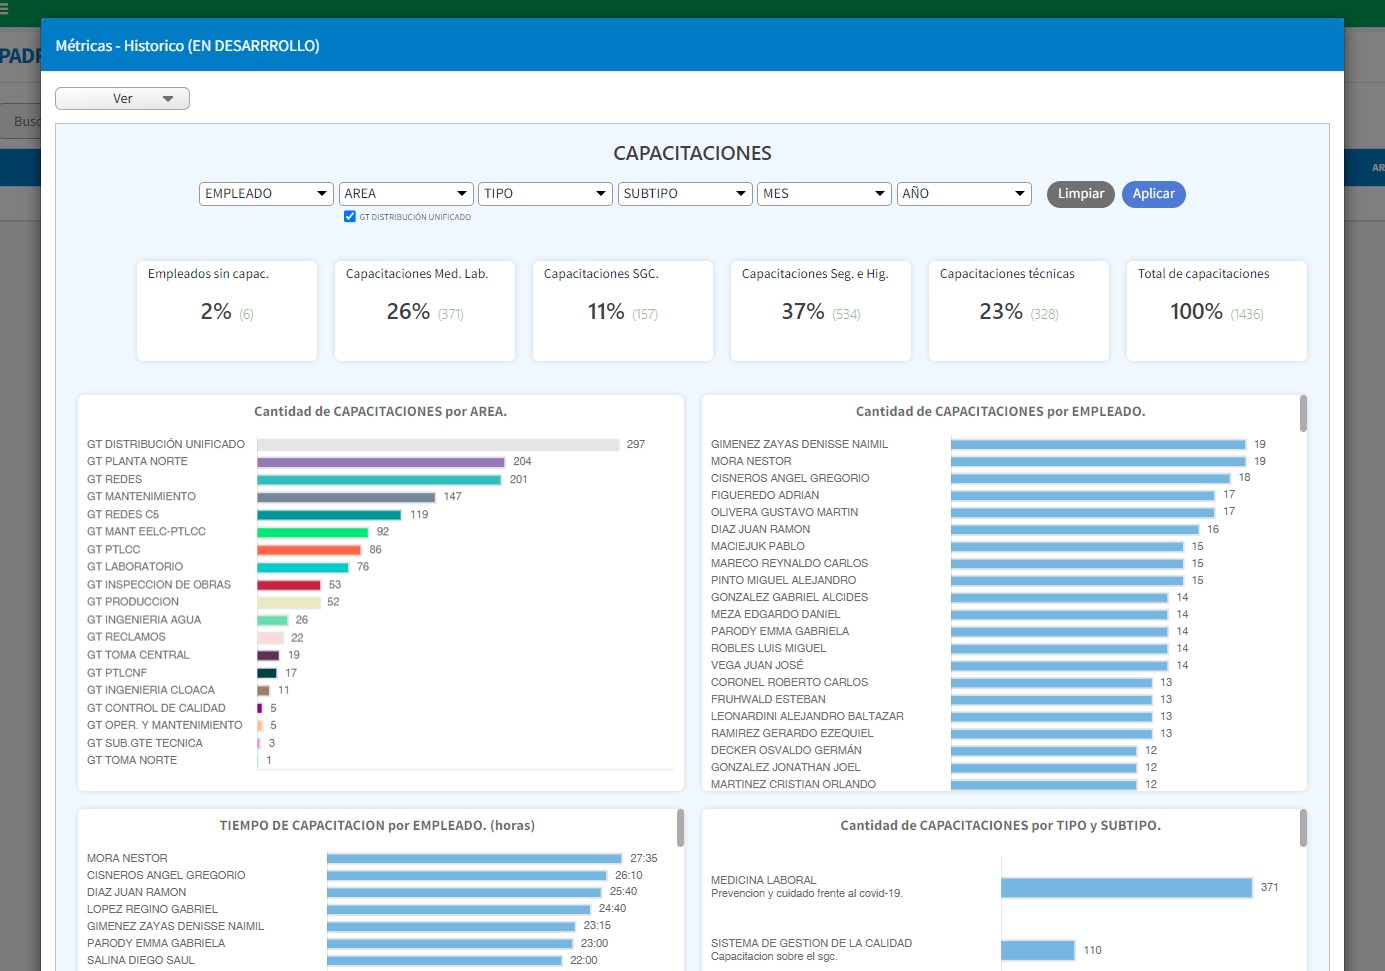 Métricas - Historico (EN DESARRROLLO)
PADR
Busc
AR
Ver
CAPACITACIONES
EMPLEADO AREA TIPO SUBTIPO MES AÑO Limpiar Aplicar
GT DISTRIBUCIÓN UNIFICADO
Empleados sin capac.
2% (6)
Capacitaciones Med. Lab.
26% (371)
Capacitaciones SGC.
11% (157)
Capacitaciones Seg. e Hig.
37% (534)
Capacitaciones técnicas
23% (328)
Total de capacitaciones
100% (1436)
Cantidad de CAPACITACIONES por AREA.
GT DISTRIBUCIÓN UNIFICADO 297
GT PLANTA NORTE 204
GT REDES 201
GT MANTENIMIENTO 147
GT REDES C5 119
GT MANT EELC-PTLCC 92
GT PTLCC 86
GT LABORATORIO 76
GT INSPECCION DE OBRAS 53
GT PRODUCCION 52
GT INGENIERIA AGUA 26
GT RECLAMOS 22
GT TOMA CENTRAL 19
GT PTLCNF 17
GT INGENIERIA CLOACA 11
GT CONTROL DE CALIDAD 5
GT OPER. Y MANTENIMIENTO 5
GT SUB.GTE TECNICA 3
GT TOMA NORTE 1
Cantidad de CAPACITACIONES por EMPLEADO.
GIMENEZ ZAYAS DENISSE NAIMIL 19
MORA NESTOR 19
CISNEROS ANGEL GREGORIO 18
FIGUEREDO ADRIAN 17
OLIVERA GUSTAVO MARTIN 17
DIAZ JUAN RAMON 16
MACIEJUK PABLO 15
MARECO REYNALDO CARLOS 15
PINTO MIGUEL ALEJANDRO 15
GONZALEZ GABRIEL ALCIDES 14
MEZA EDGARDO DANIEL 14
PARODY EMMA GABRIELA 14
ROBLES LUIS MIGUEL 14
VEGA JUAN JOSÉ 14
CORONEL ROBERTO CARLOS 13
FRUHWALD ESTEBAN 13
LEONARDINI ALEJANDRO BALTAZAR 13
RAMIREZ GERARDO EZEQUIEL 13
DECKER OSVALDO GERMÁN 12
GONZALEZ JONATHAN JOEL 12
MARTINEZ CRISTIAN ORLANDO 12
TIEMPO DE CAPACITACION por EMPLEADO. (horas)
MORA NESTOR 27:35
CISNEROS ANGEL GREGORIO 26:10
DIAZ JUAN RAMON 25:40
LOPEZ REGINO GABRIEL 24:40
GIMENEZ ZAYAS DENISSE NAIMIL 23:15
PARODY EMMA GABRIELA 23:00
SALINA DIEGO SAUL 22:00
Cantidad de CAPACITACIONES por TIPO y SUBTIPO.
MEDICINA LABORAL
Prevencion y cuidado frente al covid-19. 371
SISTEMA DE GESTION DE LA CALIDAD
Capacitacion sobre el sgc. 110